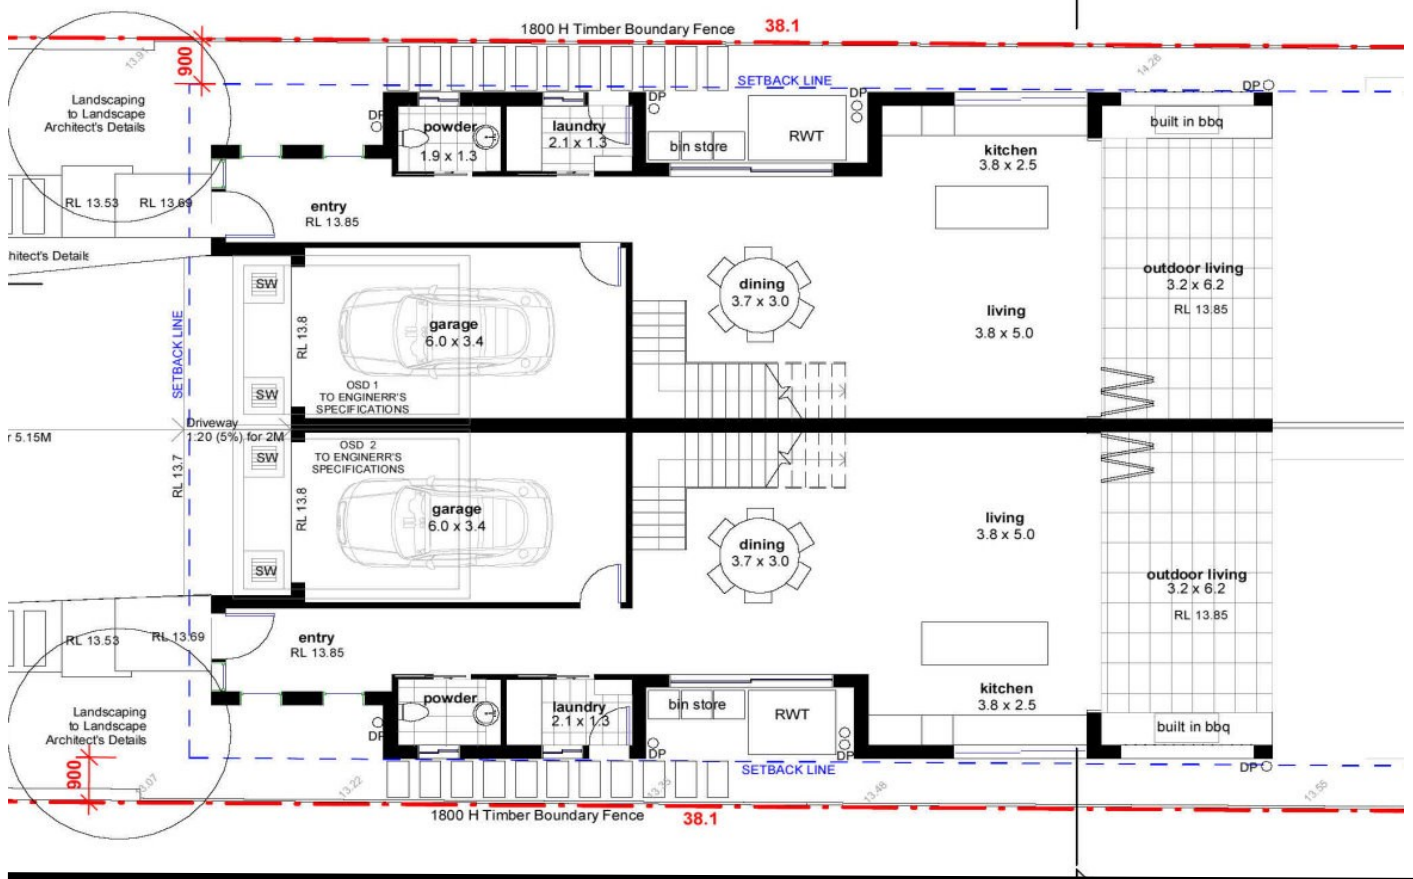 1800 H Timber Boundary Fence
38.1
13.91
900
SETBACK LINE
14.26
DP
DP
DP
DP
Landscaping
to Landscape
Architect's Details
powder
1.9 x 1.3
laundry
2.1 x 1.3
bin store
RWT
built in bbq
kitchen
3.8 x 2.5
RL 13.53
RL 13.69
entry
RL 13.85
hitect's Details
SW
RL 13.8
garage
6.0 x 3.4
dining
3.7 x 3.0
living
3.8 x 5.0
outdoor living
3.2 x 6.2
RL 13.85
SETBACK LINE
SW
OSD 1
TO ENGINERR'S
SPECIFICATIONS
Driveway
1:20 (5%) for 2M
r 5.15M
RL 13.7
SW
OSD 2
TO ENGINERR'S
SPECIFICATIONS
RL 13.8
garage
6.0 x 3.4
SW
dining
3.7 x 3.0
living
3.8 x 5.0
outdoor living
3.2 x 6.2
RL 13.85
RL 13.53
RL 13.69
entry
RL 13.85
Landscaping
to Landscape
Architect's Details
powder
laundry
2.1 x 1.3
bin store
RWT
kitchen
3.8 x 2.5
built in bbq
DP
DP
DP
DP
SETBACK LINE
900
13.22
13.35
13.48
13.55
1800 H Timber Boundary Fence
38.1